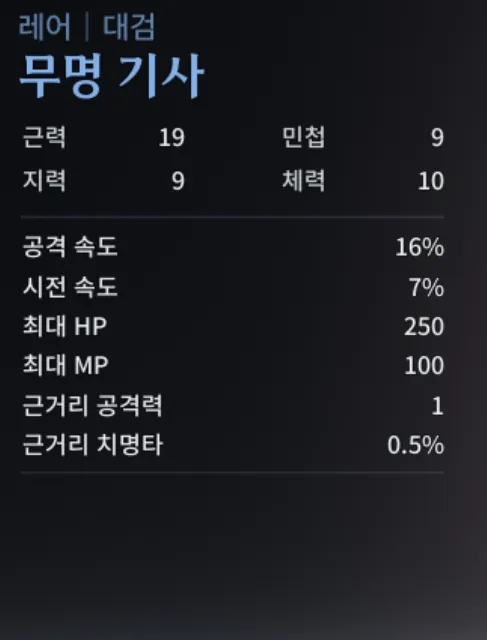 레어 | 대검
무명 기사
근력 19 민첩 9
지력 9 체력 10
공격 속도 16%
시전 속도 7%
최대 HP 250
최대 MP 100
근거리 공격력 1
근거리 치명타 0.5%